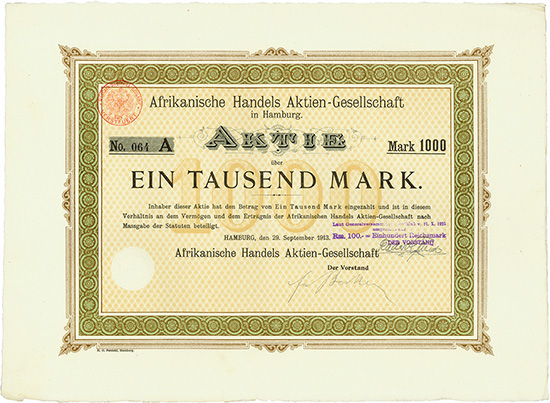 Afrikanische Handels Aktien-Gesellschaft
in Hamburg.
No. 064 A
AKTIE
Mark 1000
über
1000
EIN TAUSEND MARK.
Inhaber dieser Aktie hat den Betrag von Ein Tausend Mark eingezahlt und ist in diesem
Verhältnis an dem Vermögen und dem Erträgnis der Afrikanischen Handels Aktien-Gesellschaft nach
Massgabe der Statuten beteiligt.
HAMBURG, den 29. September 1913.
Rm. 100.- = Einhundert Reichsmark
DER VORSTAND
Afrikanische Handels Aktien-Gesellschaft
Der Vorstand
Hamburg.